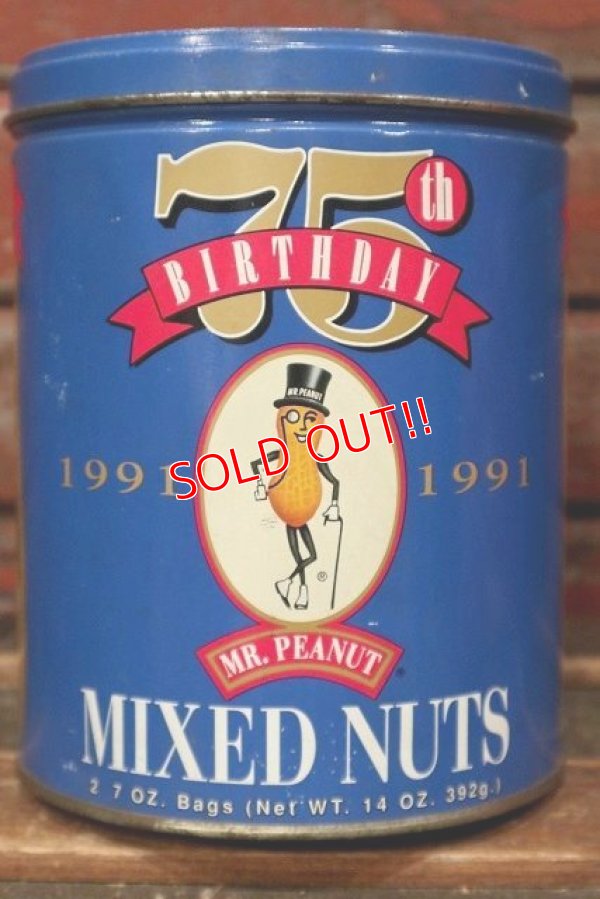 75th
BIRTHDAY
MR. PEANUT
SOLD OUT!!
1991 1991
®
MR. PEANUT®
MIXED NUTS
2 7 OZ. Bags (Net WT. 14 OZ. 392g.)